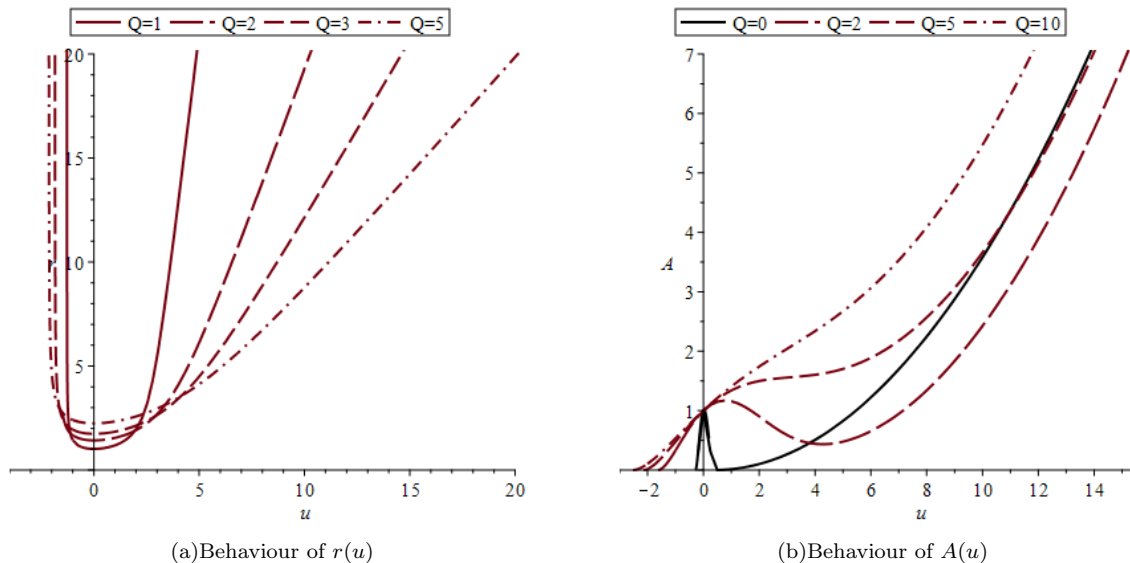 Q=1 Q=2 Q=3 Q=5
20
15
10
5
0 5 10 15 20
u
(a)Behaviour of r(u)
Q=0 Q=2 Q=5 Q=10
7
6
5
4
A
3
2
1
−2 0 2 4 6 8 10 12 14
u
(b)Behaviour of A(u)